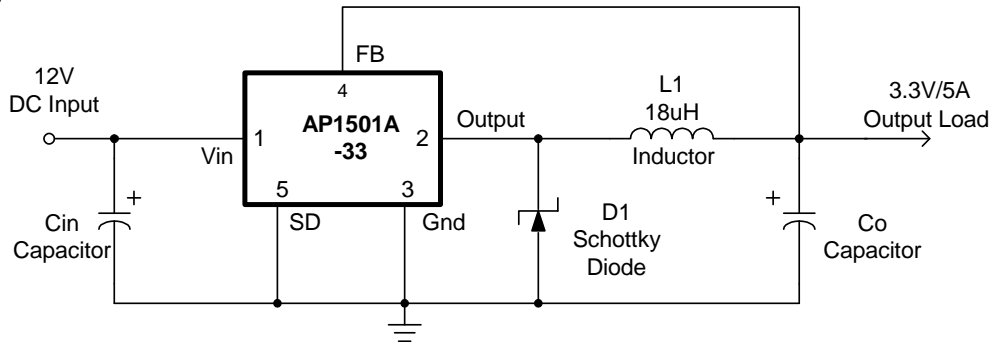 FB
12V
DC Input
4
L1
18uH
3.3V/5A
Output Load
AP1501A
-33
1
2
Output
Vin
Inductor
5
3
SD
Gnd
+
Cin
Capacitor
D1
Schottky
Diode
+
Co
Capacitor